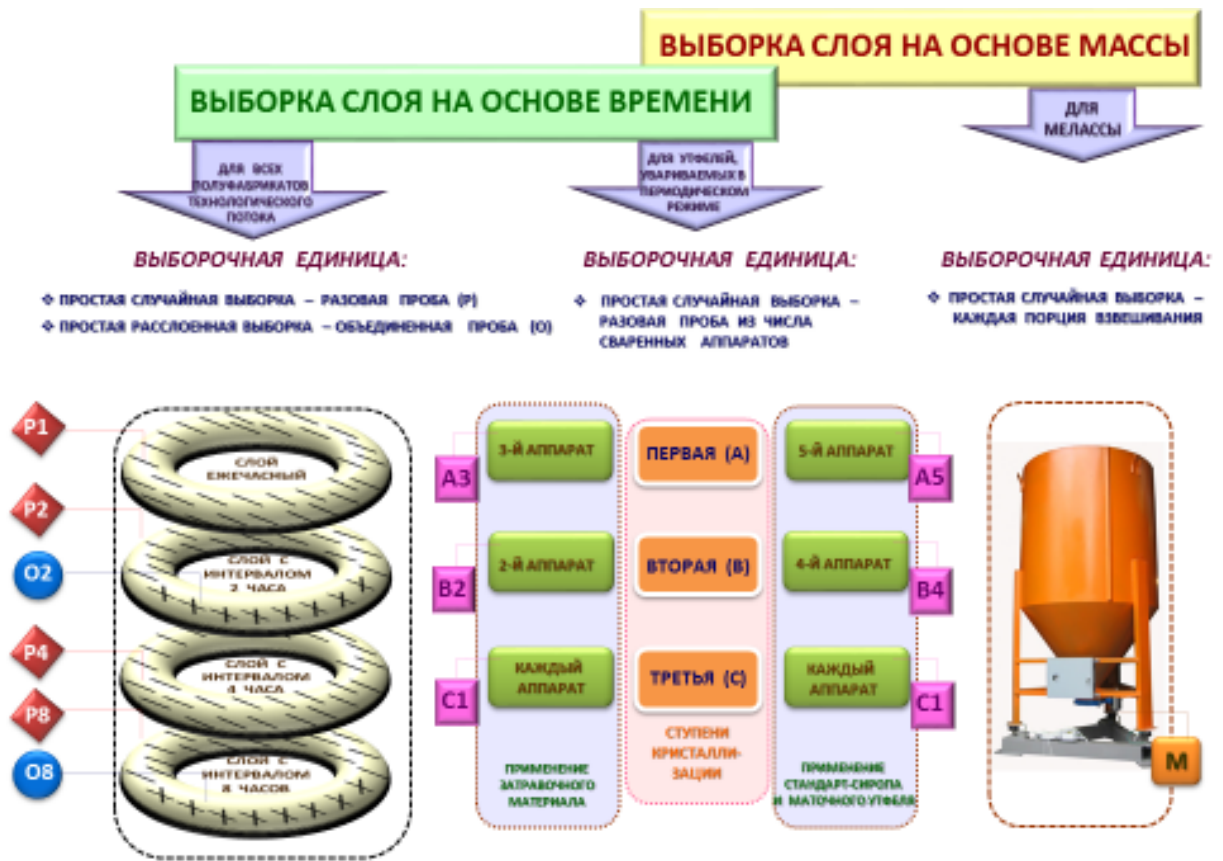 ВЫБОРКА СЛОЯ НА ОСНОВЕ МАССЫ
ВЫБОРКА СЛОЯ НА ОСНОВЕ ВРЕМЕНИ
ДЛЯ
МЕЛАССЫ
ДЛЯ ВСЕХ
ПОЛУФАБРИКАТОВ
ТЕХНОЛОГИЧЕСКОГО
ПОТОКА
ДЛЯ УТФЕЛЕЙ,
УВАРИВАЕМЫХ В
ПЕРИОДИЧЕСКОМ
РЕЖИМЕ
ВЫБОРОЧНАЯ ЕДИНИЦА:
❖ ПРОСТАЯ СЛУЧАЙНАЯ ВЫБОРКА – РАЗОВАЯ ПРОБА (Р)
❖ ПРОСТАЯ РАССЛОЕННАЯ ВЫБОРКА – ОБЪЕДИНЕННАЯ ПРОБА (О)
ВЫБОРОЧНАЯ ЕДИНИЦА:
❖ ПРОСТАЯ СЛУЧАЙНАЯ ВЫБОРКА –
РАЗОВАЯ ПРОБА ИЗ ЧИСЛА
СВАРЕННЫХ АППАРАТОВ
ВЫБОРОЧНАЯ ЕДИНИЦА:
❖ ПРОСТАЯ СЛУЧАЙНАЯ ВЫБОРКА –
КАЖДАЯ ПОРЦИЯ ВЗВЕШИВАНИЯ
Р1
СЛОЙ
ЕЖЕЧАСНЫЙ
Р2
О2
СЛОЙ С
ИНТЕРВАЛОМ
2 ЧАСА
Р4
СЛОЙ С
ИНТЕРВАЛОМ
4 ЧАСА
Р8
О8
СЛОЙ С
ИНТЕРВАЛОМ
8 ЧАСОВ
3-Й АППАРАТ
А3
ПЕРВАЯ (А)
5-Й АППАРАТ
А5
2-Й АППАРАТ
В2
ВТОРАЯ (В)
4-Й АППАРАТ
В4
КАЖДЫЙ
АППАРАТ
С1
ТРЕТЬЯ (С)
КАЖДЫЙ
АППАРАТ
С1
ПРИМЕНЕНИЕ
ЗАТРАВОЧНОГО
МАТЕРИАЛА
СТУПЕНИ
КРИСТАЛЛИ-
ЗАЦИИ
ПРИМЕНЕНИЕ
СТАНДАРТ-СИРОПА
И МАТОЧНОГО УТФЕЛЯ
М